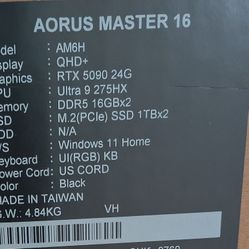 AORUS MASTER 16
odel : AM6H
splay : QHD+
aphics : RTX 5090 24G
PU : Ultra 9 275HX
emory : DDR5 16GBx2
SD : M.2(PCIe) SSD 1TBx2
DD : N/A
S : Windows 11 Home
eyboard : UI(RGB) KB
ower Cord : US CORD
olor : Black
ADE IN TAIWAN
G.W.: 4.84KG VH